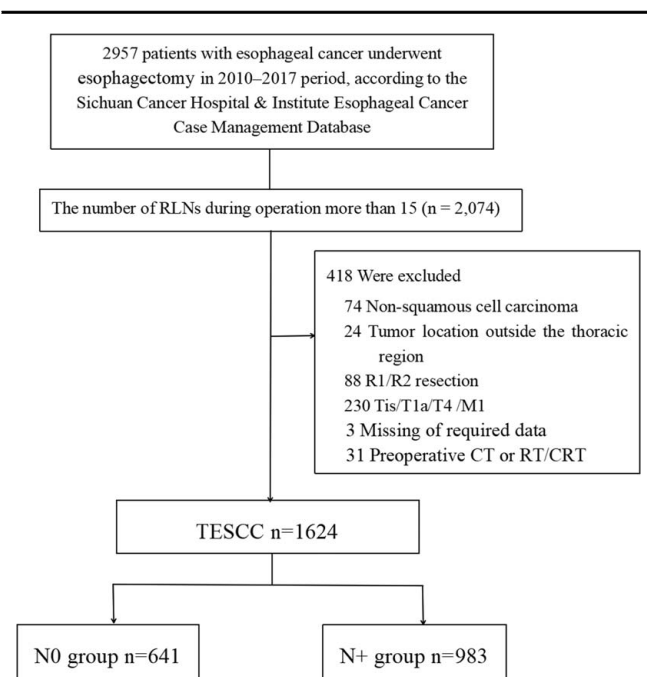 2957 patients with esophageal cancer underwent
esophagectomy in 2010–2017 period, according to the
Sichuan Cancer Hospital & Institute Esophageal Cancer
Case Management Database
The number of RLNs during operation more than 15 (n = 2,074)
418 Were excluded
74 Non-squamous cell carcinoma
24 Tumor location outside the thoracic
region
88 R1/R2 resection
230 Tis/T1a/T4 /M1
3 Missing of required data
31 Preoperative CT or RT/CRT
TESCC n=1624
N0 group n=641
N+ group n=983